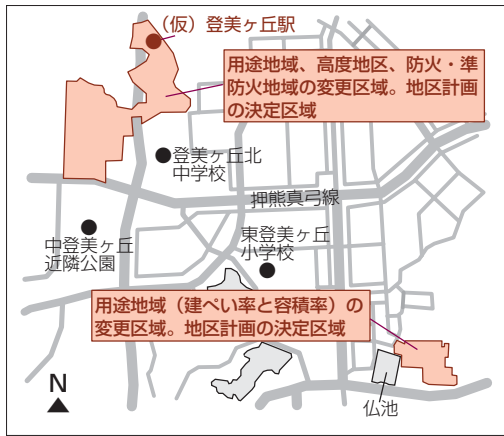 （仮）登美ヶ丘駅
用途地域、高度地区、防火・準
防火地域の変更区域。地区計画
の決定区域
登美ヶ丘北
中学校
押熊真弓線
中登美ヶ丘
近隣公園
東登美ヶ丘
小学校
用途地域（建ぺい率と容積率）の
変更区域。地区計画の決定区域
N
仏池